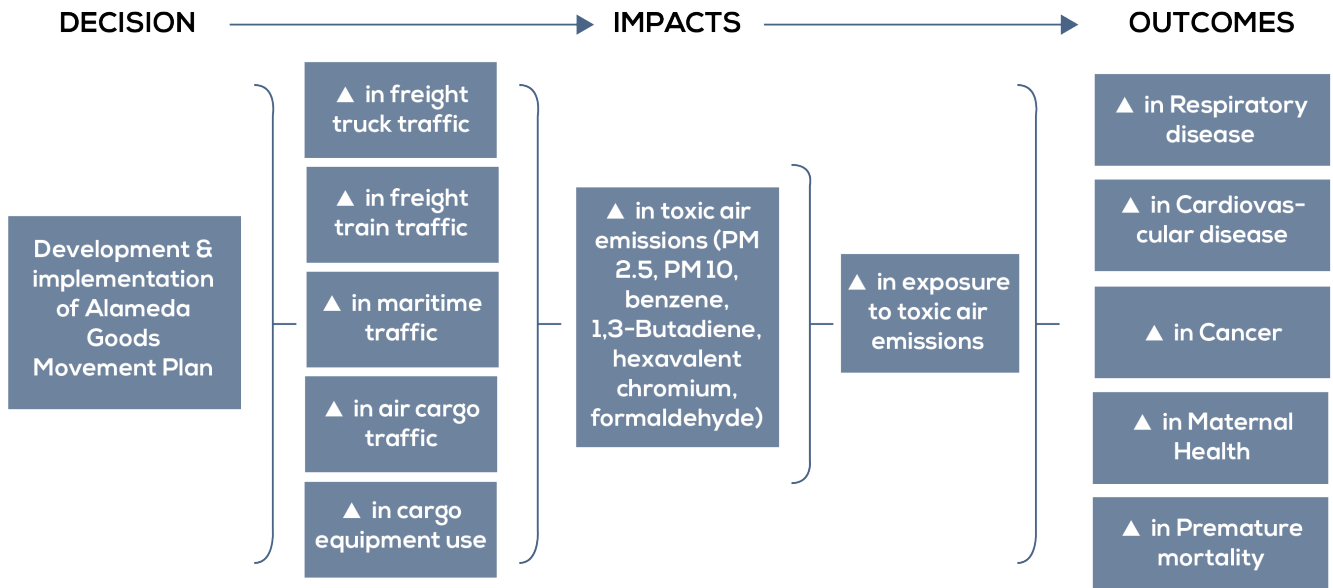 DECISION
IMPACTS
OUTCOMES
Development &
implementation
of Alameda
Goods
Movement Plan
▲ in freight
truck traffic
▲ in freight
train traffic
▲ in maritime
traffic
▲ in air cargo
traffic
▲ in cargo
equipment use
▲ in toxic air
emissions (PM
2.5, PM 10,
benzene,
1,3-Butadiene,
hexavalent
chromium,
formaldehyde)
▲ in exposure
to toxic air
emissions
▲ in Respiratory
disease
▲ in Cardiovas-
cular disease
▲ in Cancer
▲ in Maternal
Health
▲ in Premature
mortality